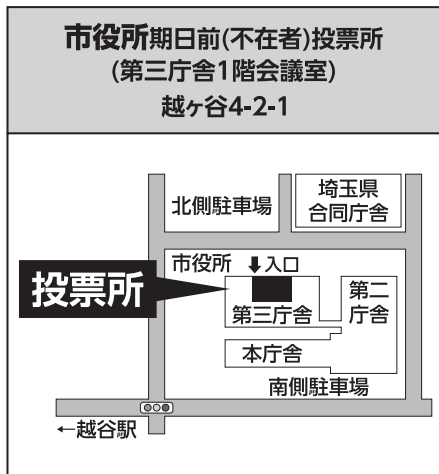 市役所期日前(不在者)投票所
(第三庁舎1階会議室)
越ヶ谷4-2-1
北側駐車場
埼玉県
合同庁舎
市役所
↓入口
投票所
第三庁舎
第二
庁舎
本庁舎
南側駐車場
←越谷駅